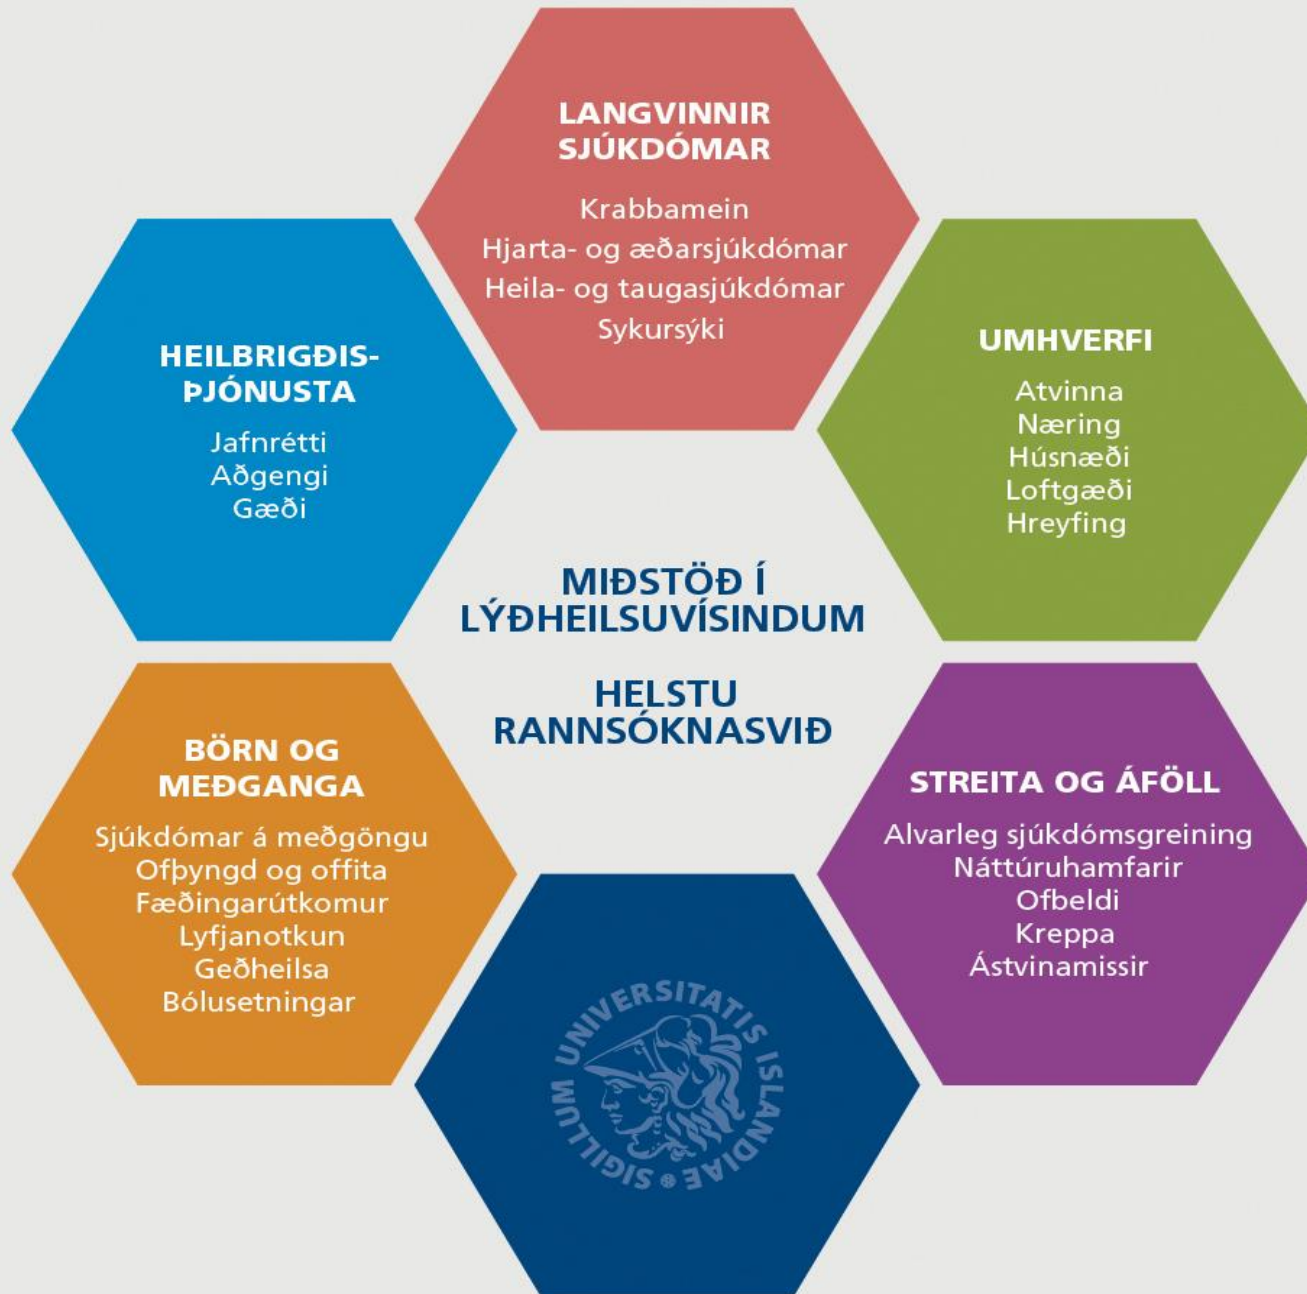 LANGVINNIR
SJÚKDÓMAR
Krabbamein
Hjarta- og æðarsjúkdómar
Heila- og taugasjúkdómar
Sykursýki
HEILBRIGÐIS-
ÞJÓNUSTA
Jafnrétti
Aðgengi
Gæði
UMHVERFI
Atvinna
Næring
Húsnæði
Loftgæði
Hreyfing
MIÐSTÖÐ Í
LÝÐHEILSUVÍSINDUM
HELSTU
RANNSÓKNASVIÐ
BÖRN OG
MEÐGANGA
Sjúkdómar á meðgöngu
Ofþyngd og offita
Fæðingarútkomur
Lyfjanotkun
Geðheilsa
Bólusetningar
STREITA OG ÁFÖLL
Alvarleg sjúkdómsgreining
Náttúruhamfarir
Ofbeldi
Kreppa
Ástvinamissir
SIGILLUM UNIVERSITATIS ISLANDIAE